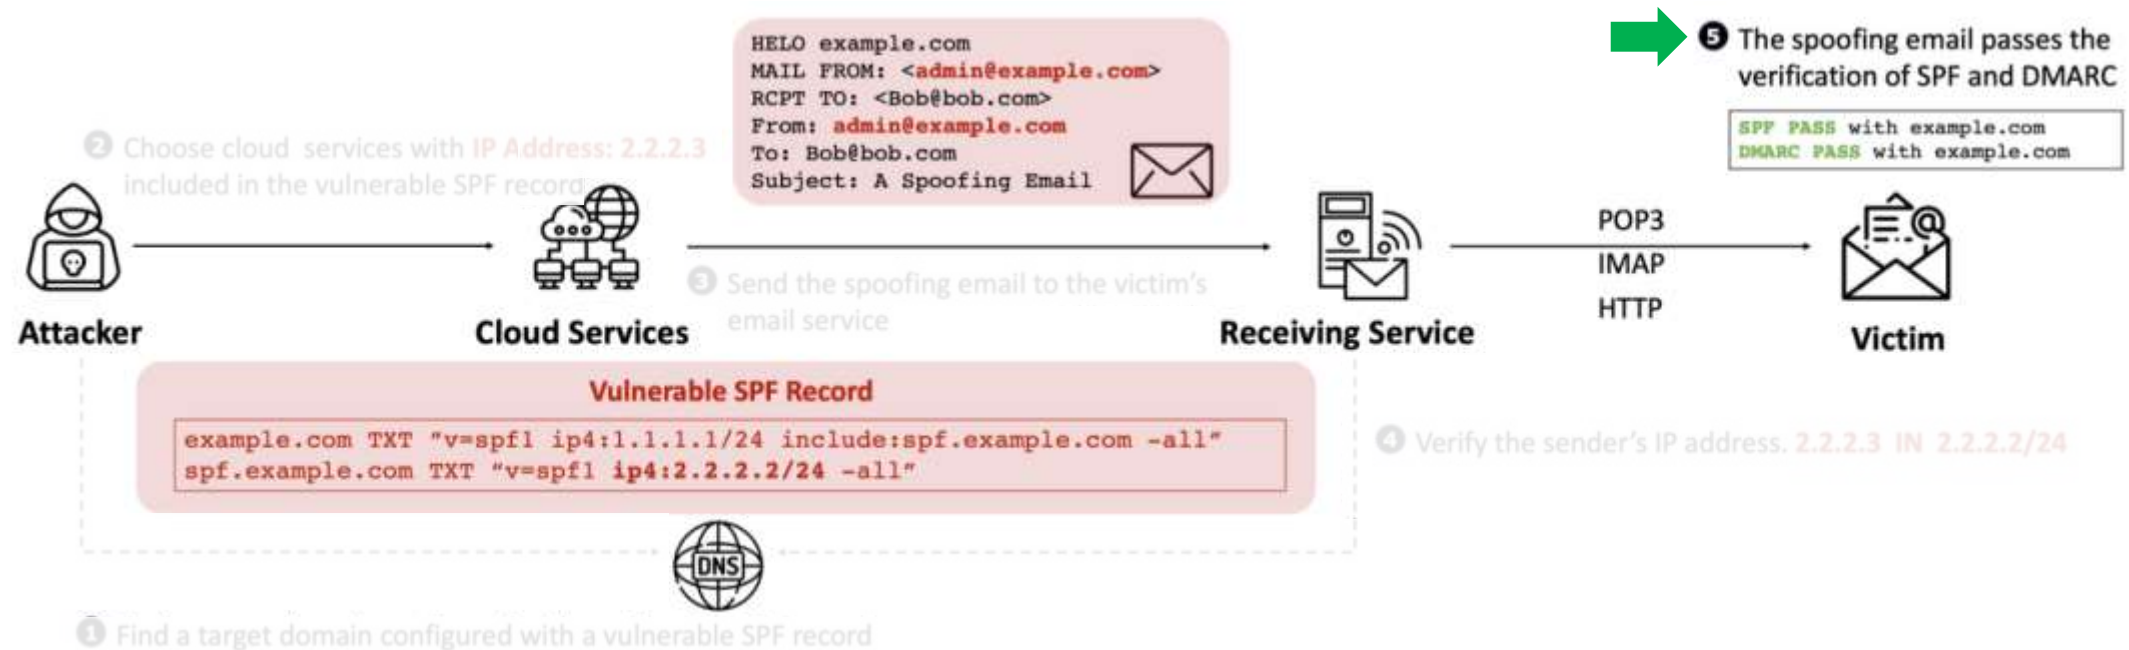 HELO example.com
MAIL FROM: <admin@example.com>
RCPT TO: <Bob@bob.com>
From: admin@example.com
To: Bob@bob.com
Subject: A Spoofing Email
❺ The spoofing email passes the
verification of SPF and DMARC
SPF PASS with example.com
DMARC PASS with example.com
❷ Choose cloud services with IP Address: 2.2.2.3
included in the vulnerable SPF record
POP3
IMAP
HTTP
❸ Send the spoofing email to the victim's
email service
Attacker
Cloud Services
Receiving Service
Victim
Vulnerable SPF Record
example.com TXT "v=spf1 ip4:1.1.1.1/24 include:spf.example.com -all"
spf.example.com TXT "v=spf1 ip4:2.2.2.2/24 -all"
❹ Verify the sender's IP address. 2.2.2.3 IN 2.2.2.2/24
DNS
❶ Find a target domain configured with a vulnerable SPF record